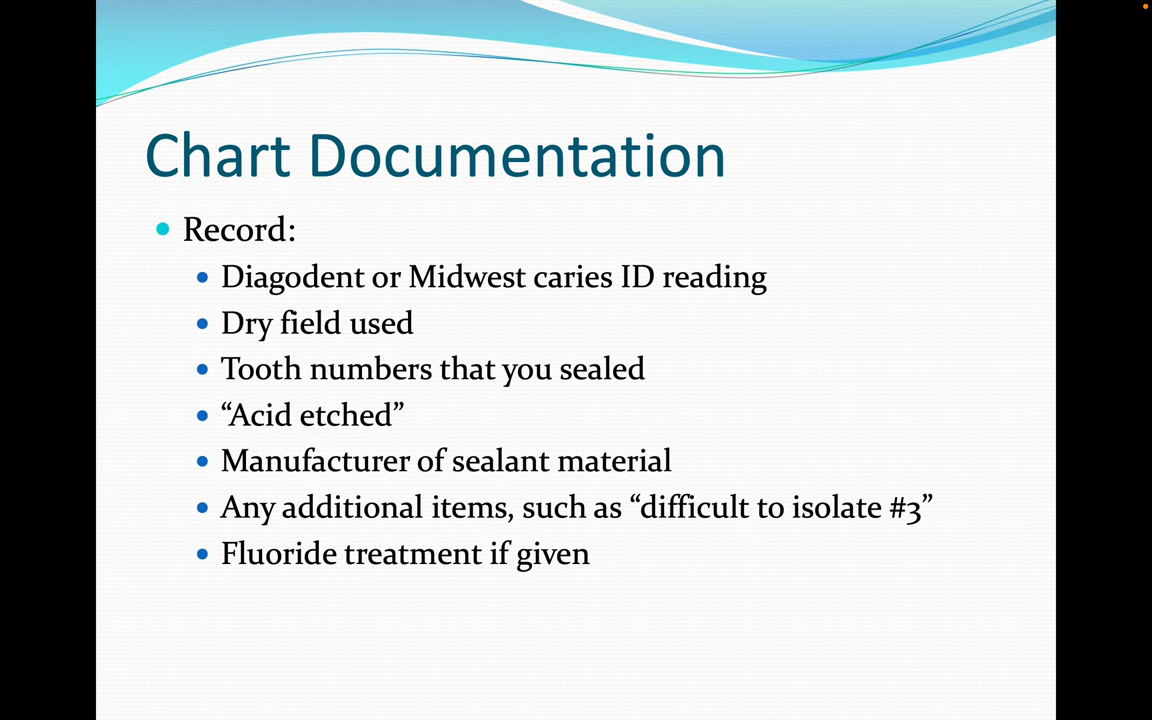 Chart Documentation
• Record:
• Diagodent or Midwest caries ID reading
• Dry field used
• Tooth numbers that you sealed
• “Acid etched”
• Manufacturer of sealant material
• Any additional items, such as “difficult to isolate #3”
• Fluoride treatment if given